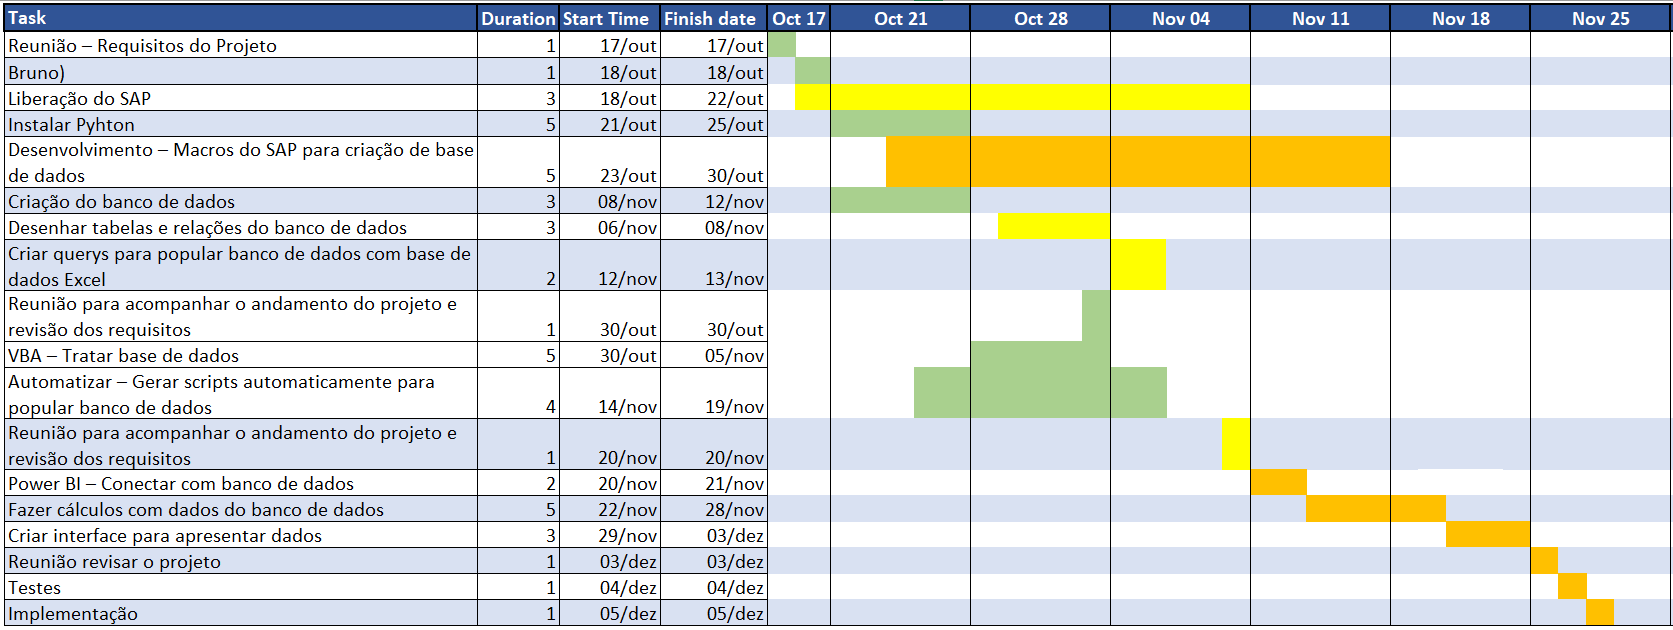 Task Duration Start Time Finish date Oct 17 Oct 21 Oct 28 Nov 04 Nov 11 Nov 18 Nov 25
Reunião – Requisitos do Projeto 1 17/out 17/out
Bruno) 1 18/out 18/out
Liberação do SAP 3 18/out 22/out
Instalar Pyhton 5 21/out 25/out
Desenvolvimento – Macros do SAP para criação de base
de dados 5 23/out 30/out
Criação do banco de dados 3 08/nov 12/nov
Desenhar tabelas e relações do banco de dados 3 06/nov 08/nov
Criar querys para popular banco de dados com base de
dados Excel 2 12/nov 13/nov
Reunião para acompanhar o andamento do projeto e
revisão dos requisitos 1 30/out 30/out
VBA – Tratar base de dados 5 30/out 05/nov
Automatizar – Gerar scripts automaticamente para
popular banco de dados 4 14/nov 19/nov
Reunião para acompanhar o andamento do projeto e
revisão dos requisitos 1 20/nov 20/nov
Power BI – Conectar com banco de dados 2 20/nov 21/nov
Fazer cálculos com dados do banco de dados 5 22/nov 28/nov
Criar interface para apresentar dados 3 29/nov 03/dez
Reunião revisar o projeto 1 03/dez 03/dez
Testes 1 04/dez 04/dez
Implementação 1 05/dez 05/dez